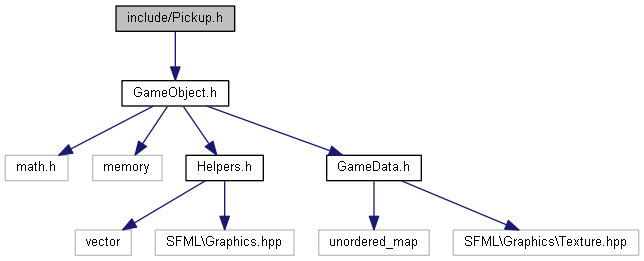 include/Pickup.h
GameObject.h
math.h
memory
Helpers.h
GameData.h
vector
SFML\Graphics.hpp
unordered_map
SFML\Graphics\Texture.hpp